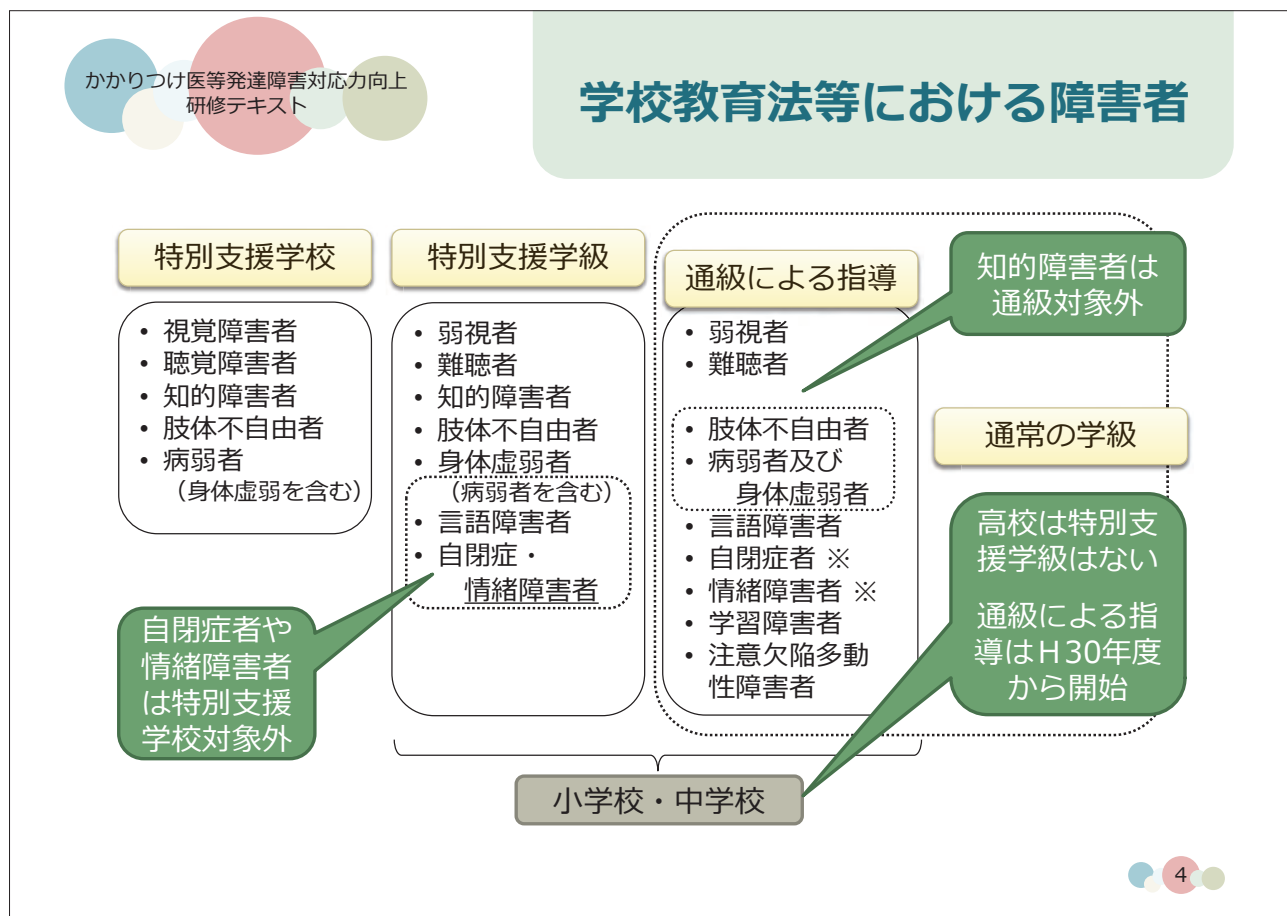 かかりつけ医等発達障害対応力向上
研修テキスト
学校教育法等における障害者
特別支援学校
• 視覚障害者
• 聴覚障害者
• 知的障害者
• 肢体不自由者
• 病弱者
（身体虚弱を含む）
特別支援学級
• 弱視者
• 難聴者
• 知的障害者
• 肢体不自由者
• 身体虚弱者
（病弱者を含む）
• 言語障害者
• 自閉症・
情緒障害者
通級による指導
• 弱視者
• 難聴者
• 肢体不自由者
• 病弱者及び
身体虚弱者
• 言語障害者
• 自閉症者 ※
• 情緒障害者 ※
• 学習障害者
• 注意欠陥多動
性障害者
知的障害者は
通級対象外
通常の学級
高校は特別支
援学級はない
通級による指
導はＨ30年度
から開始
自閉症者や
情緒障害者
は特別支援
学校対象外
小学校・中学校
4